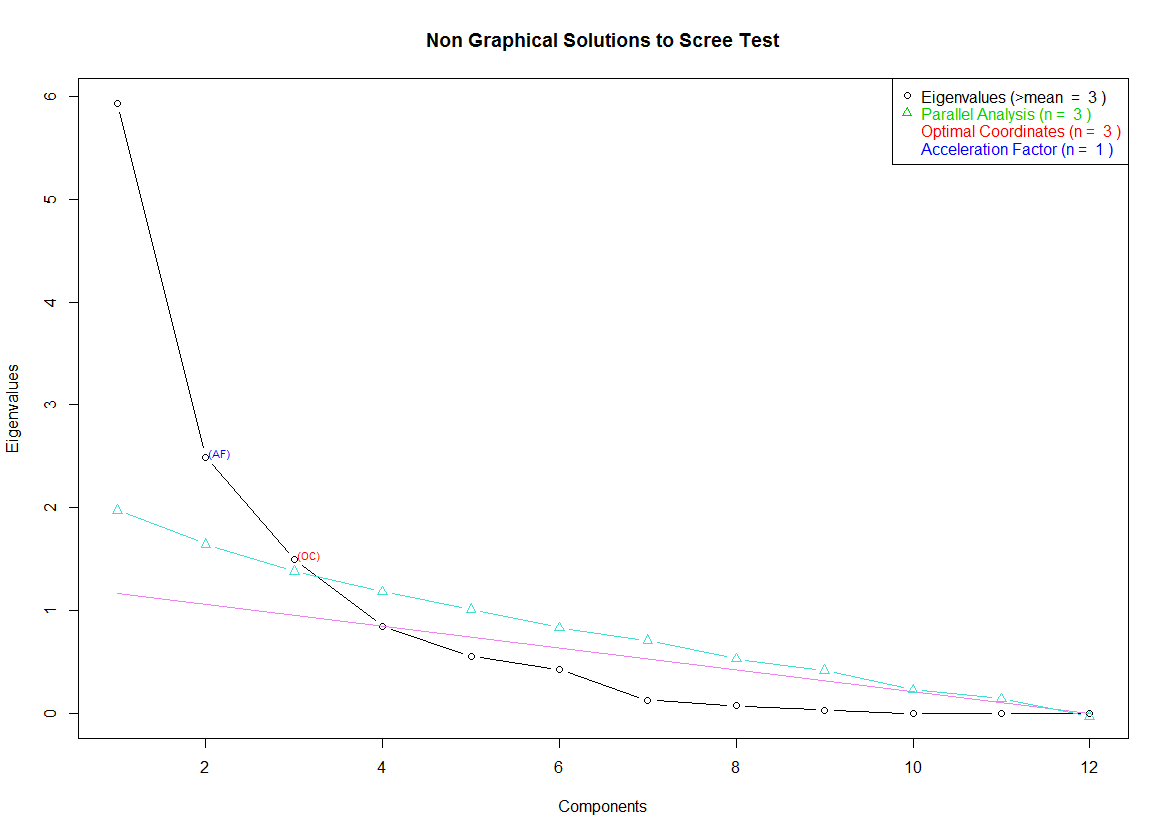 Non Graphical Solutions to Scree Test
Eigenvalues (>mean  =  3 )
Parallel Analysis (n =  3 )
Optimal Coordinates (n =  3 )
Acceleration Factor (n =  1 )
6
5
4
3
2
1
0
Eigenvalues
(AF)
(OC)
2
4
6
8
10
12
Components